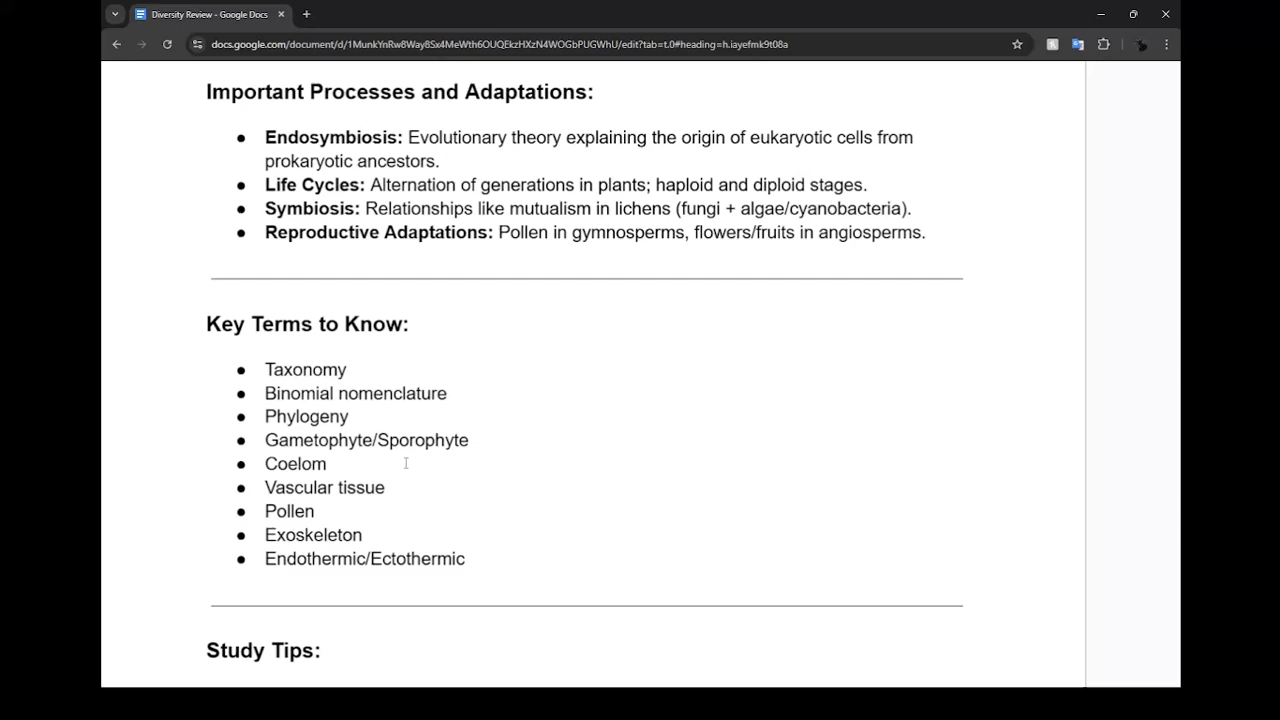 Diversity Review - Google Docs
docs.google.com/document/d/1MunkYnRw8Way8Sx4MeWth6OUQEkzHXzN4WOGbPUGWhU/edit?tab=t.0#heading=h.iayefmk9t08a
Important Processes and Adaptations:
● Endosymbiosis: Evolutionary theory explaining the origin of eukaryotic cells from
prokaryotic ancestors.
● Life Cycles: Alternation of generations in plants; haploid and diploid stages.
● Symbiosis: Relationships like mutualism in lichens (fungi + algae/cyanobacteria).
● Reproductive Adaptations: Pollen in gymnosperms, flowers/fruits in angiosperms.
Key Terms to Know:
● Taxonomy
● Binomial nomenclature
● Phylogeny
● Gametophyte/Sporophyte
● Coelom
● Vascular tissue
● Pollen
● Exoskeleton
● Endothermic/Ectothermic
Study Tips: